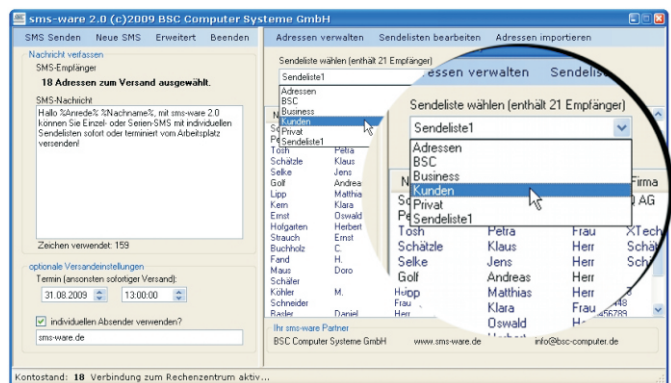 sms-ware 2.0 (c)2009 BSC Computer Systeme GmbH
SMS Senden Neue SMS Erweitert Beenden
Adressen verwalten Sendelisten bearbeiten Adressen importieren
Nachricht verfassen
SMS-Empfänger
18 Adressen zum Versand ausgewählt.
SMS-Nachricht
Hallo %Anrede% %Nachname%, mit sms-ware 2.0
können Sie Einzel- oder Serien-SMS mit individuellen
Sendelisten sofort oder terminiert vom Arbeitsplatz
versenden!
Zeichen verwendet: 159
optionale Versandeinstellungen
Termin (ansonsten sofortiger Versand):
31.08.2009 13:00:00
individuellen Absender verwenden?
sms-ware.de
Sendeliste wählen (enthält 21 Empfänger)
Sendeliste1
Adressen
BSC
Business
Kunden
Privat
Sendeliste1
Tosh Petra
Schätzle Klaus
Selke Jens
Golf Andrea
Lipp Matthia
Kern Klara
Ernst Oswald
Hofgarten Herbert
Strauch Ernst
Buchholz C.
Fand H.
Maus Doro
Schäfer
Köhler M.
Schneider Frau
Basler Daniel Herr
essen verwalten Sendelis
Sendeliste wählen (enthält 21 Empfänger)
Sendeliste1
Adressen
BSC
Business
Kunden
Privat
Sendeliste1
Firma
AG
Tosh Petra Frau XTech
Schätzle Klaus Herr Schä
Selke Jens Herr
Golf Andreas Herr
Lipp Matthias Herr
Klara Frau
Oswald
Ihr sms-ware Partner
BSC Computer Systeme GmbH www.sms-ware.de info@bsc-computer.de
Kontostand: 18 Verbindung zum Rechenzentrum aktiv...